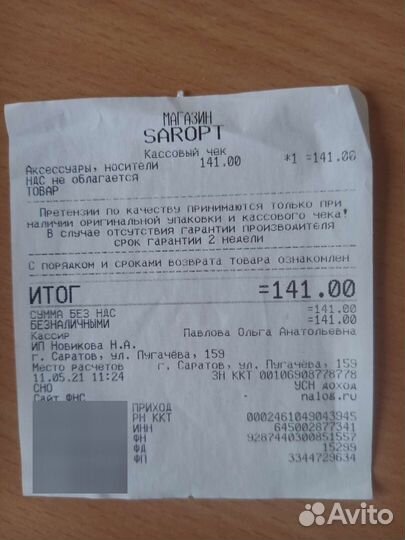 МАГАЗИН
SAROPT
Кассовый чек
Аксессуары, носители 141.00 *1 =141.00
НДС не облагается
ТОВАР
Претензии по качеству принимаются только при
наличии оригинальной упаковки и кассового чека!
В случае отсутствия гарантии производителя
срок гарантии 2 недели
С порядком и сроками возврата товара ознакомлен
ИТОГ =141.00
СУММА БЕЗ НДС =141.00
БЕЗНАЛИЧНЫМИ =141.00
Кассир Павлова Ольга Анатольевна
ИП Новикова Н.А.
г. Саратов, ул. Пугачёва, 159
Место расчетов г. Саратов, ул. Пугачёва, 159
11.05.21 11:24 ЗН ККТ 00106908778778
СНО УСН доход
Сайт ФНС nalog.ru
ПРИХОД
РН ККТ 0002461049043945
ИНН 645002877341
ФН 9287440300851557
ФД 15299
ФП 3344729634
Avito